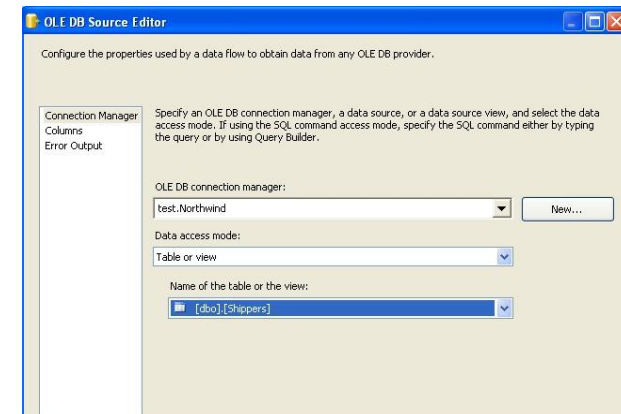 OLE DB Source Editor
Configure the properties used by a data flow to obtain data from any OLE DB provider.
Connection Manager
Columns
Error Output
Specify an OLE DB connection manager, a data source, or a data source view, and select the data
access mode. If using the SQL command access mode, specify the SQL command either by typing
the query or by using Query Builder.
OLE DB connection manager:
test.Northwind
New...
Data access mode:
Table or view
Name of the table or the view:
[dbo].[Shippers]